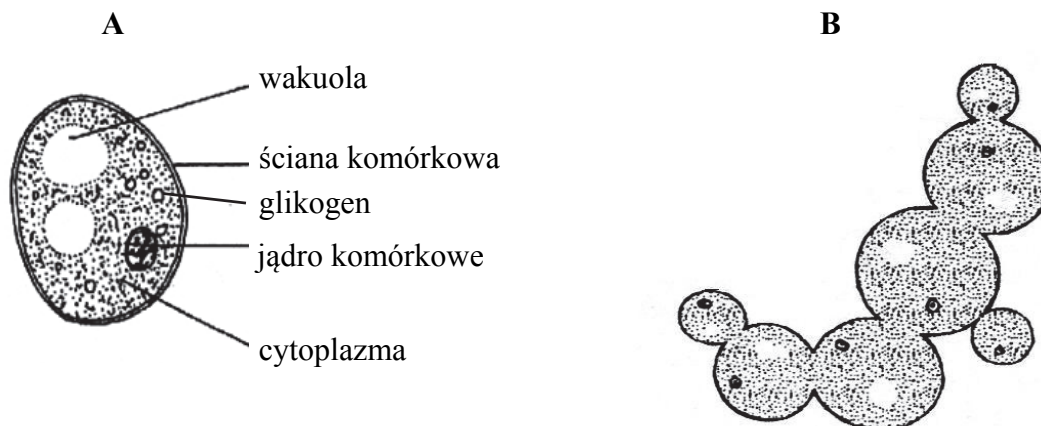 A
B
wakuola
ściana komórkowa
glikogen
jądro komórkowe
cytoplazma